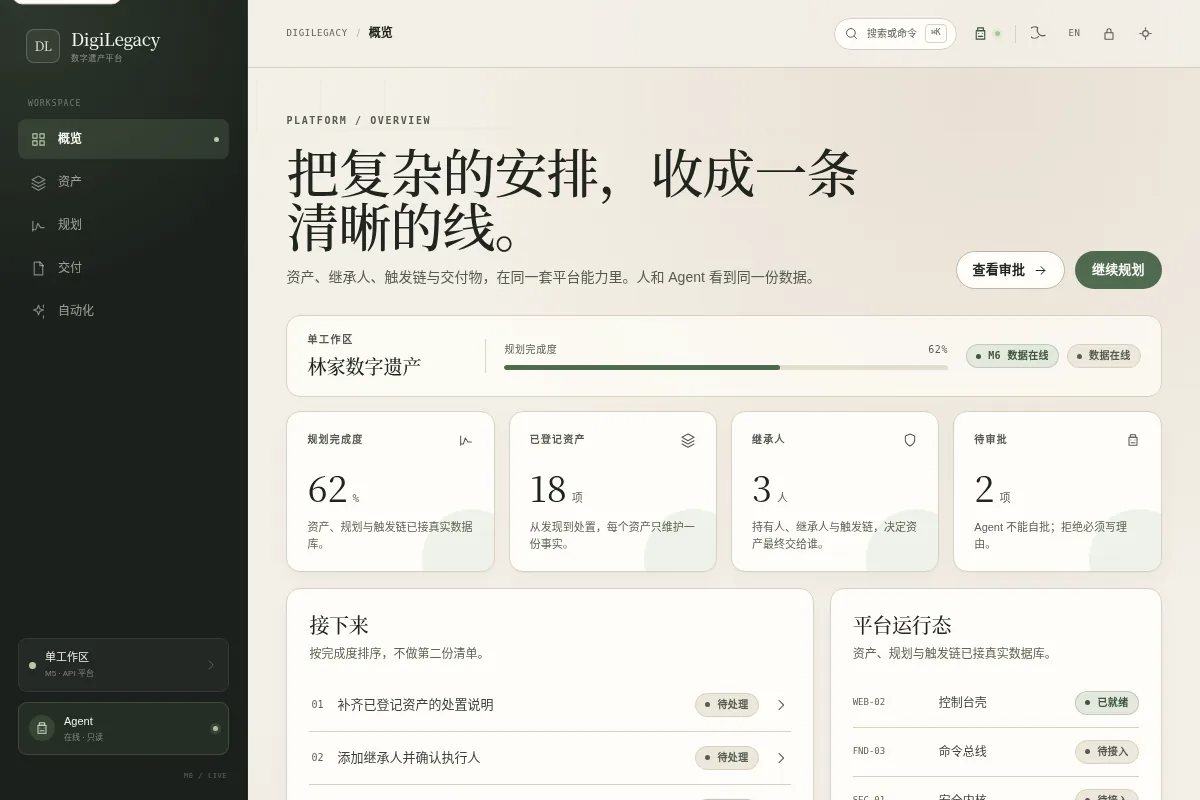 DL
DigiLegacy
数字遗产平台
WORKSPACE
概览
资产
规划
交付
自动化
单工作区
M5 · API 平台
Agent
在线 · 只读
M0 / LIVE
DIGILEGACY / 概览
搜索或命令 ⌘K
EN
PLATFORM / OVERVIEW
把复杂的安排，收成一条
清晰的线。
资产、继承人、触发链与交付物，在同一套平台能力里。人和 Agent 看到同一份数据。
查看审批 →
继续规划
单工作区
林家数字遗产
规划完成度 62%
M6 数据在线
数据在线
规划完成度
62 %
资产、规划与触发链已接真实数据
库。
已登记资产
18 项
从发现到处置，每个资产只维护一
份事实。
继承人
3 人
持有人、继承人与触发链，决定资
产最终交给谁。
待审批
2 项
Agent 不能自批；拒绝必须写理
由。
接下来
按完成度排序，不做第二份清单。
01 补齐已登记资产的处置说明 待处理
02 添加继承人并确认执行人 待处理
平台运行态
资产、规划与触发链已接真实数据库。
WEB-02 控制台壳 已就绪
FND-03 命令总线 待接入
SEC-01 安全内核 待接入